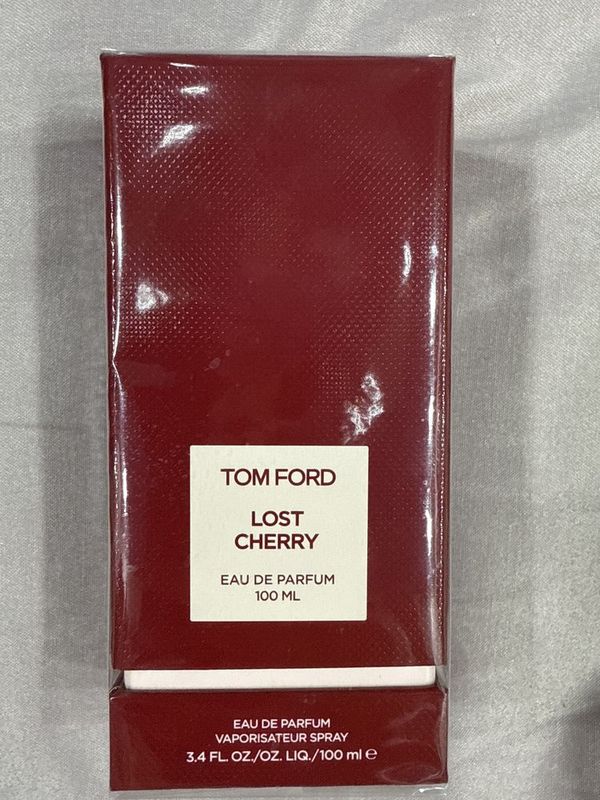 TOM FORD
LOST
CHERRY
EAU DE PARFUM
100 ML
EAU DE PARFUM
VAPORISATEUR SPRAY
3.4 FL. OZ./OZ. LIQ./100 ml ℮